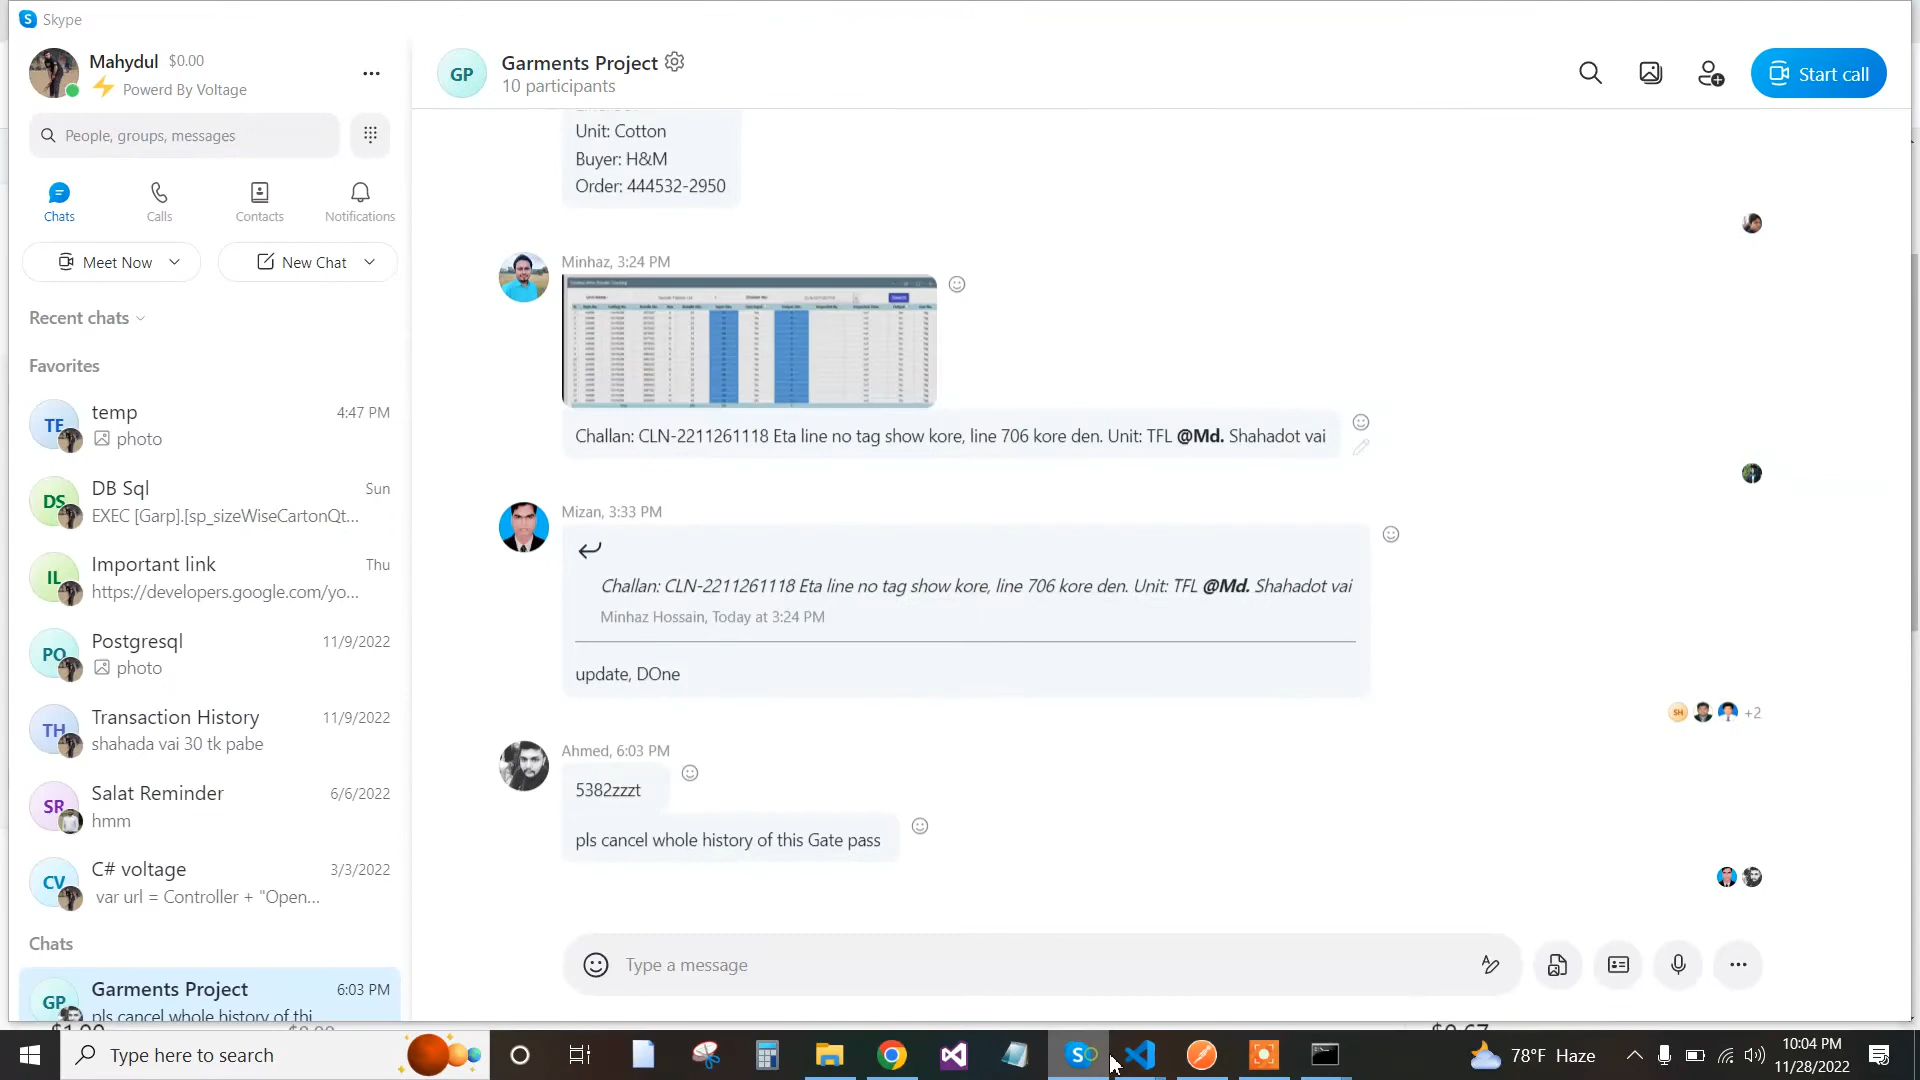 Skype
Mahydul $0.00
Powerd By Voltage
People, groups, messages
Chats
Calls
Contacts
Notifications
Meet Now
New Chat
Recent chats
Favorites
TE
temp 4:47 PM
photo
DS
DB Sql Sun
EXEC [Garp].[sp_sizeWiseCartonQt...
IL
Important link Thu
https://developers.google.com/yo...
PO
Postgresql 11/9/2022
photo
TH
Transaction History 11/9/2022
shahada vai 30 tk pabe
SR
Salat Reminder 6/6/2022
hmm
CV
C# voltage 3/3/2022
var url = Controller + "Open...
Chats
GP
Garments Project 6:03 PM
pls cancel whole history of thi
GP
Garments Project
10 participants
Start call
Unit: Cotton
Buyer: H&M
Order: 444532-2950
Minhaz, 3:24 PM
Challan: CLN-2211261118 Eta line no tag show kore, line 706 kore den. Unit: TFL @Md. Shahadot vai
Mizan, 3:33 PM
Challan: CLN-2211261118 Eta line no tag show kore, line 706 kore den. Unit: TFL @Md. Shahadot vai
Minhaz Hossain, Today at 3:24 PM
update, DOne
SH +2
Ahmed, 6:03 PM
5382zzzt
pls cancel whole history of this Gate pass
Type a message
Type here to search
78°F Haze
10:04 PM
11/28/2022